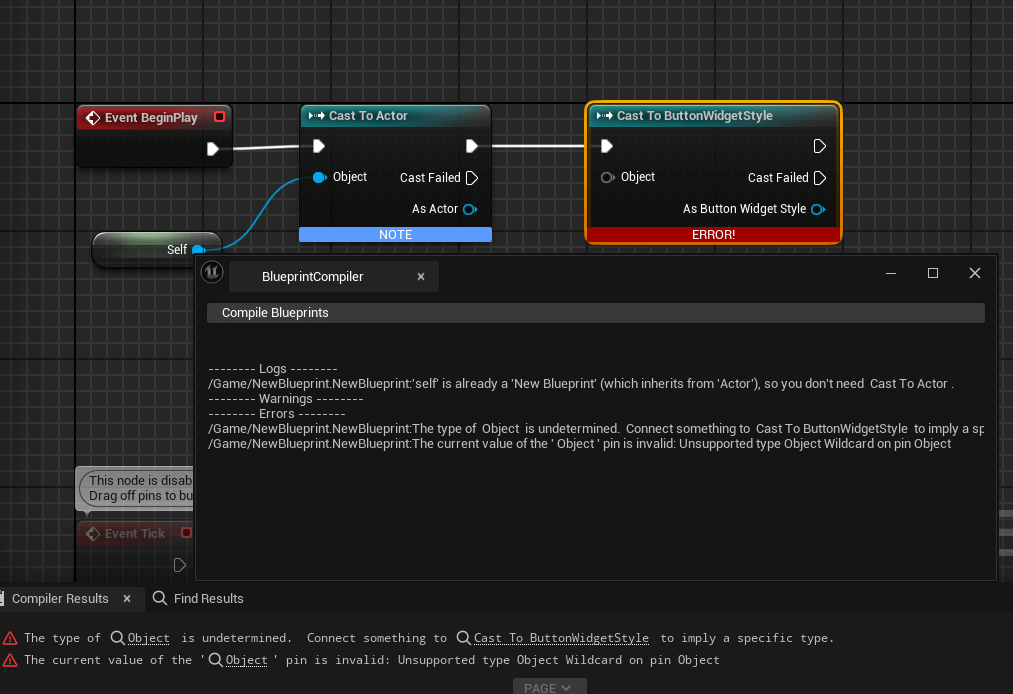 Event BeginPlay
Cast To Actor
Cast To ButtonWidgetStyle
Object
Cast Failed
As Actor
NOTE
Object
Cast Failed
As Button Widget Style
ERROR!
Self
BlueprintCompiler
Compile Blueprints
-------- Logs --------
/Game/NewBlueprint.NewBlueprint:'self' is already a 'New Blueprint' (which inherits from 'Actor'), so you don't need  Cast To Actor .
-------- Warnings --------
-------- Errors --------
/Game/NewBlueprint.NewBlueprint:The type of  Object  is undetermined.  Connect something to  Cast To ButtonWidgetStyle  to imply a
/Game/NewBlueprint.NewBlueprint:The current value of the ' Object ' pin is invalid: Unsupported type Object Wildcard on pin Object
This node is
Drag off pins to
Event Tick
Compiler Results
Find Results
The type of Object is undetermined.  Connect something to Cast To ButtonWidgetStyle to imply a specific type.
The current value of the ' Object ' pin is invalid: Unsupported type Object Wildcard on pin Object
PAGE